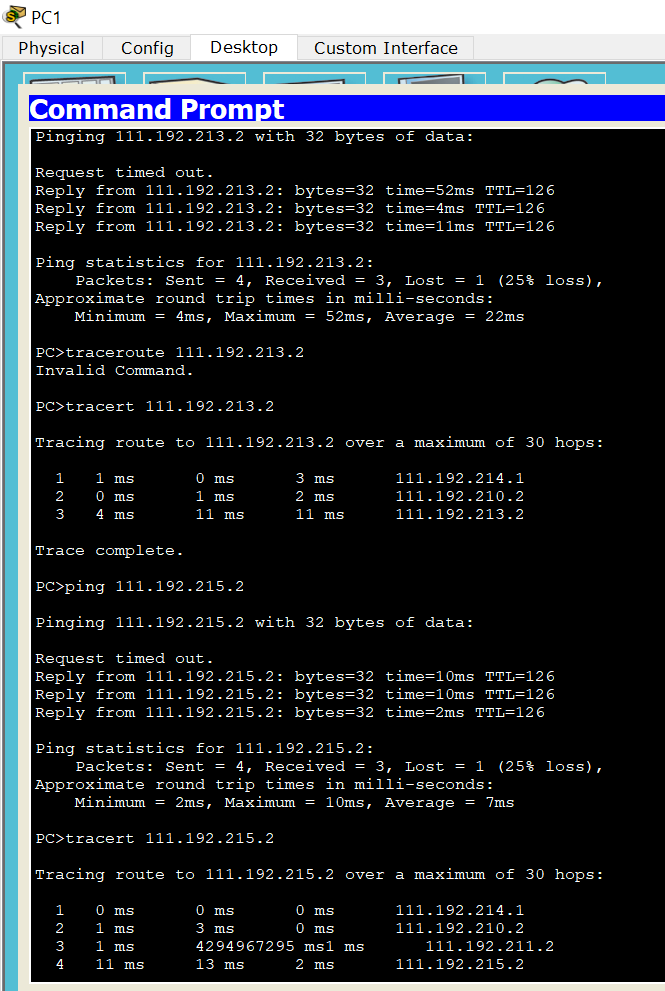 PC1
Physical Config Desktop Custom Interface
Command Prompt
Pinging 111.192.213.2 with 32 bytes of data:
Request timed out.
Reply from 111.192.213.2: bytes=32 time=52ms TTL=126
Reply from 111.192.213.2: bytes=32 time=4ms TTL=126
Reply from 111.192.213.2: bytes=32 time=11ms TTL=126
Ping statistics for 111.192.213.2:
Packets: Sent = 4, Received = 3, Lost = 1 (25% loss),
Approximate round trip times in milli-seconds:
Minimum = 4ms, Maximum = 52ms, Average = 22ms
PC>traceroute 111.192.213.2
Invalid Command.
PC>tracert 111.192.213.2
Tracing route to 111.192.213.2 over a maximum of 30 hops:
1 1 ms 0 ms 3 ms 111.192.214.1
2 0 ms 1 ms 2 ms 111.192.210.2
3 4 ms 11 ms 11 ms 111.192.213.2
Trace complete.
PC>ping 111.192.215.2
Pinging 111.192.215.2 with 32 bytes of data:
Request timed out.
Reply from 111.192.215.2: bytes=32 time=10ms TTL=126
Reply from 111.192.215.2: bytes=32 time=10ms TTL=126
Reply from 111.192.215.2: bytes=32 time=2ms TTL=126
Ping statistics for 111.192.215.2:
Packets: Sent = 4, Received = 3, Lost = 1 (25% loss),
Approximate round trip times in milli-seconds:
Minimum = 2ms, Maximum = 10ms, Average = 7ms
PC>tracert 111.192.215.2
Tracing route to 111.192.215.2 over a maximum of 30 hops:
1 0 ms 0 ms 0 ms 111.192.214.1
2 1 ms 3 ms 0 ms 111.192.210.2
3 1 ms 4294967295 ms1 ms 111.192.211.2
4 11 ms 13 ms 2 ms 111.192.215.2